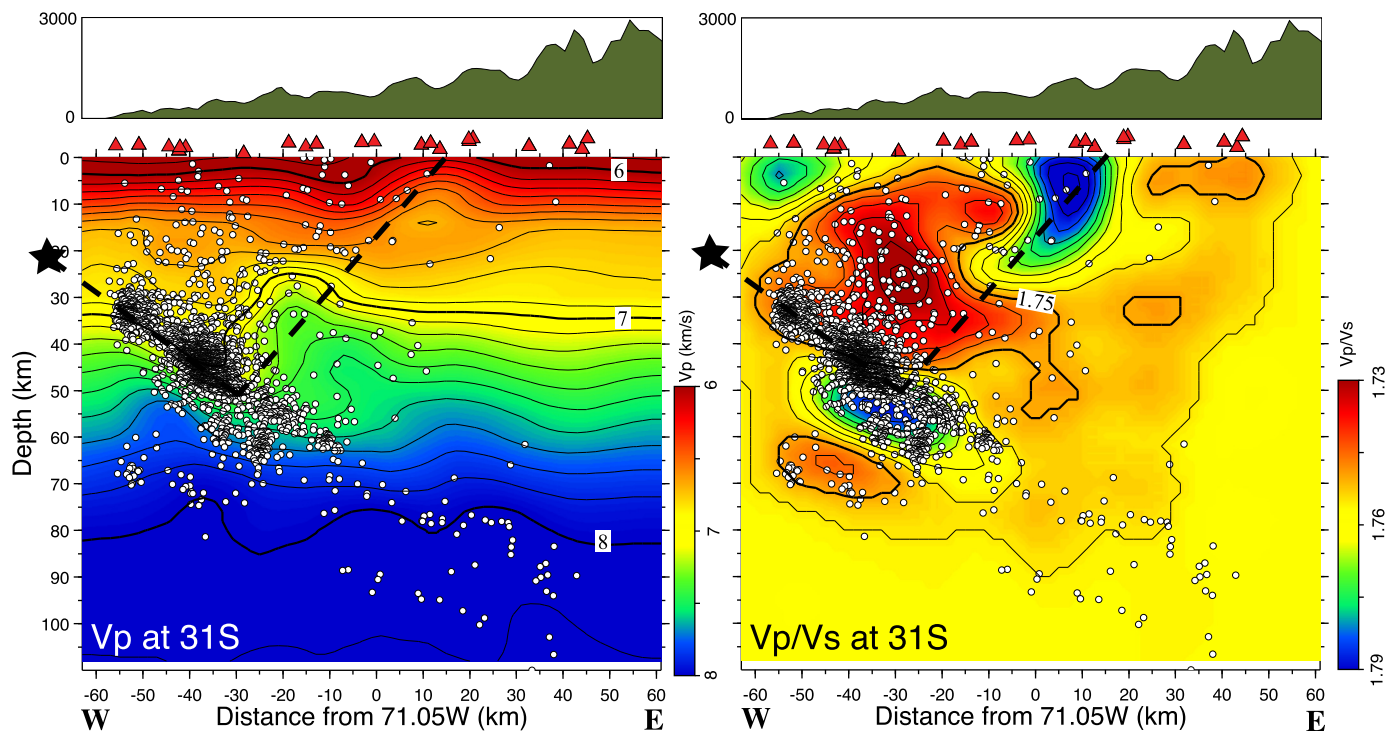 3000
0
3000
0
0
10
20
30
40
50
60
70
80
90
100
Depth (km)
6
7
8
Vp at 31S
Vp (km/s)
6
7
8
1.75
Vp/Vs at 31S
Vp/Vs
1.73
1.76
1.79
-60 -50 -40 -30 -20 -10 0 10 20 30 40 50 60
W Distance from 71.05W (km) E
-60 -50 -40 -30 -20 -10 0 10 20 30 40 50 60
W Distance from 71.05W (km) E